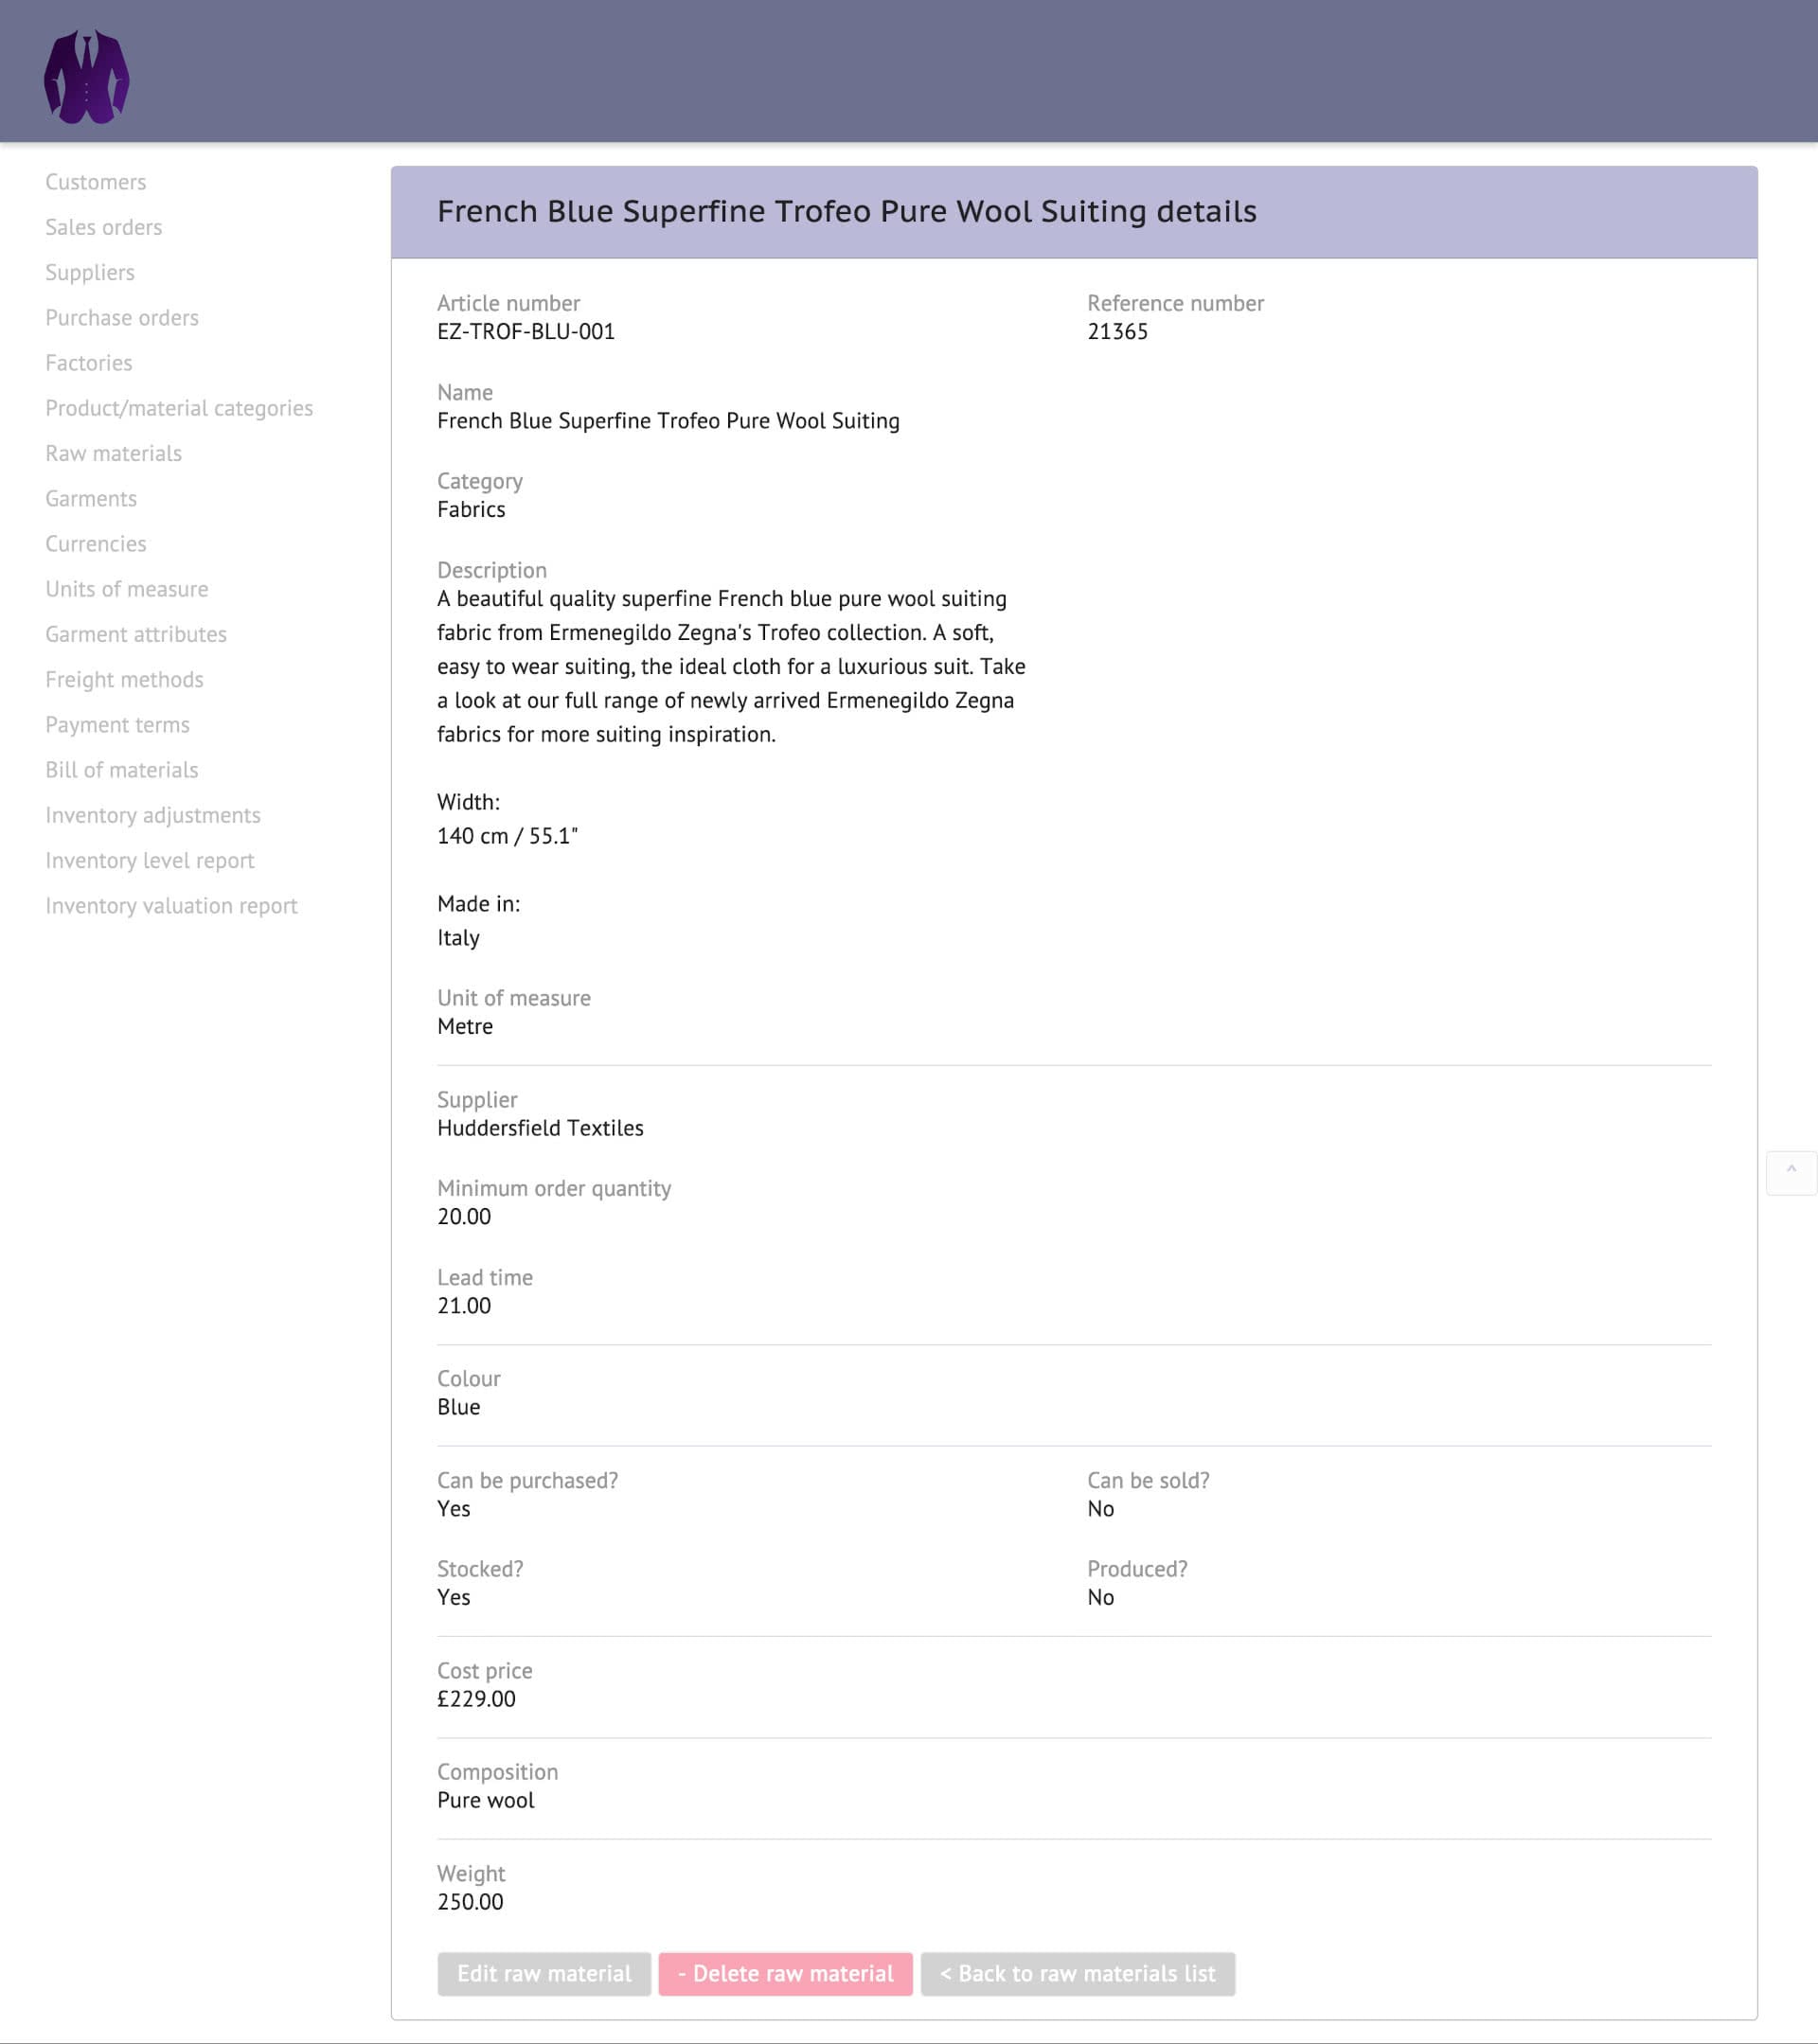 Customers
Sales orders
Suppliers
Purchase orders
Factories
Product/material categories
Raw materials
Garments
Currencies
Units of measure
Garment attributes
Freight methods
Payment terms
Bill of materials
Inventory adjustments
Inventory level report
Inventory valuation report
French Blue Superfine Trofeo Pure Wool Suiting details
Article number
EZ-TROF-BLU-001
Reference number
21365
Name
French Blue Superfine Trofeo Pure Wool Suiting
Category
Fabrics
Description
A beautiful quality superfine French blue pure wool suiting
fabric from Ermenegildo Zegna's Trofeo collection. A soft,
easy to wear suiting, the ideal cloth for a luxurious suit. Take
a look at our full range of newly arrived Ermenegildo Zegna
fabrics for more suiting inspiration.
Width:
140 cm / 55.1"
Made in:
Italy
Unit of measure
Metre
Supplier
Huddersfield Textiles
Minimum order quantity
20.00
Lead time
21.00
Colour
Blue
Can be purchased?
Yes
Can be sold?
No
Stocked?
Yes
Produced?
No
Cost price
£229.00
Composition
Pure wool
Weight
250.00
Edit raw material
- Delete raw material
< Back to raw materials list
^